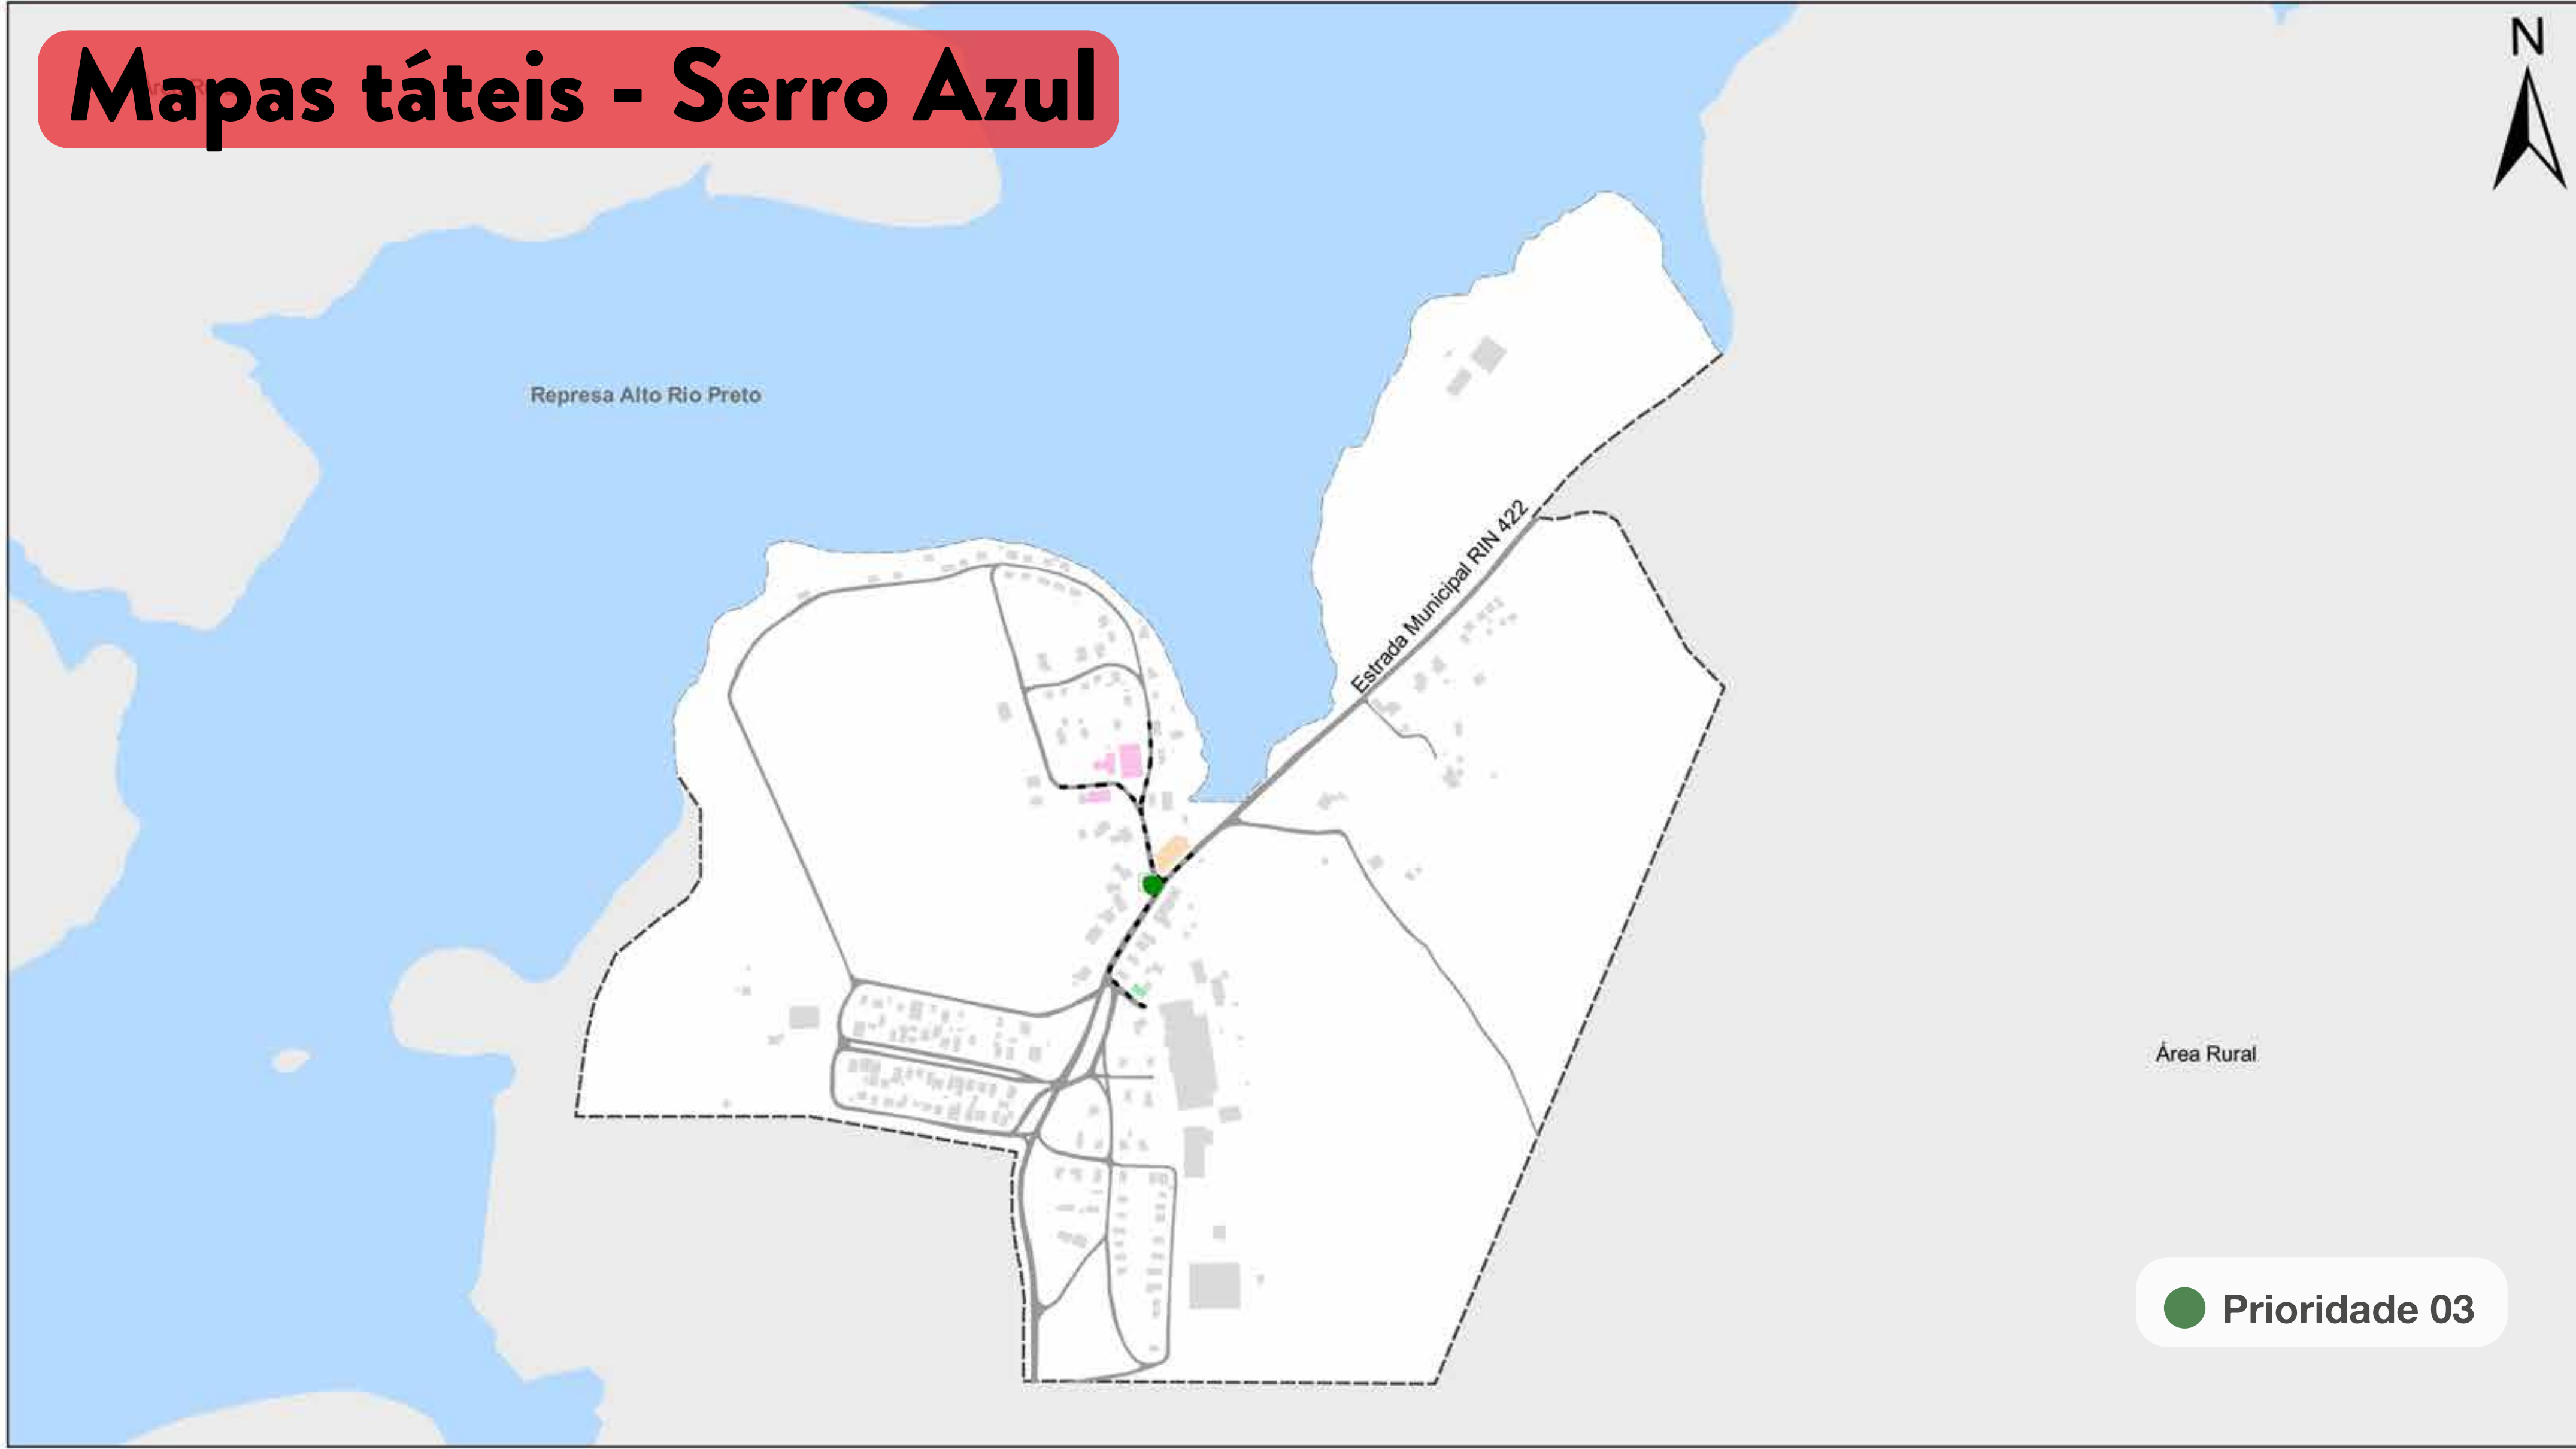 Mapas táteis - Serro Azul
N
Represa Alto Rio Preto
Estrada Municipal RIN 422
Área Rural
Prioridade 03